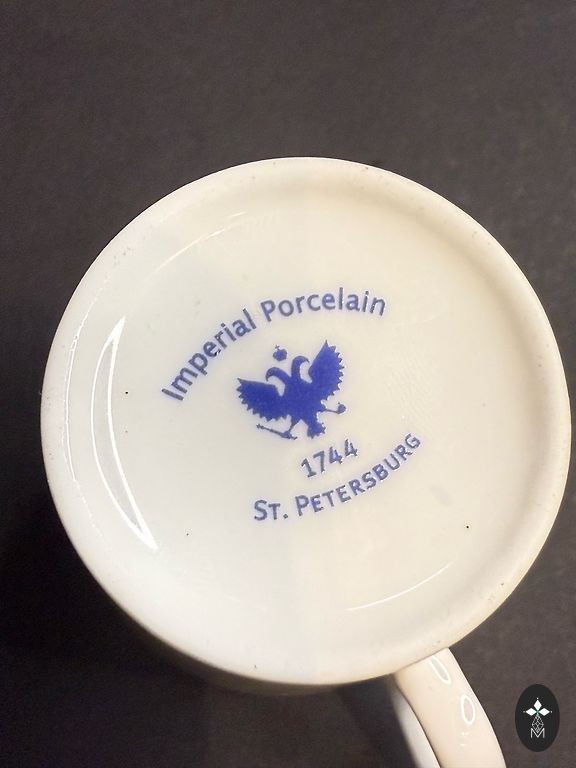 Imperial Porcelain
1744
ST. PETERSBURG
M